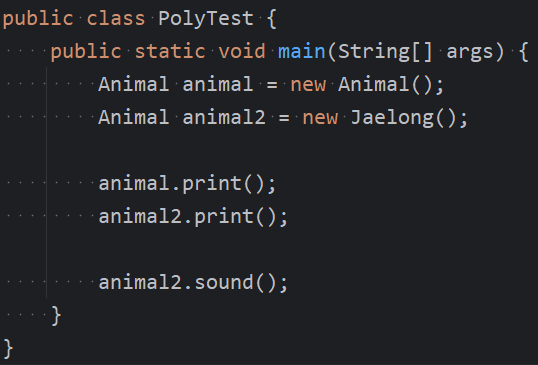 public class PolyTest {
    public static void main(String[] args) {
        Animal animal = new Animal();
        Animal animal2 = new Jaelong();

        animal.print();
        animal2.print();

        animal2.sound();
    }
}